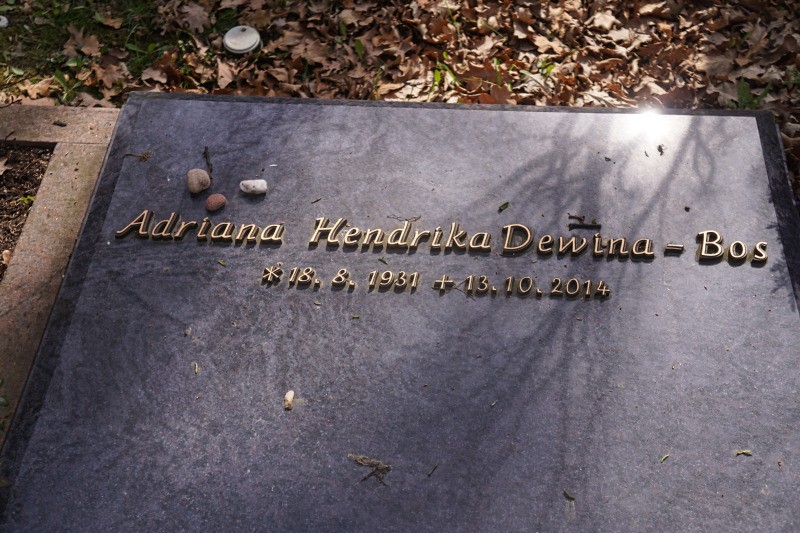 Adriana Hendrika Dewina = Bos
* 18. 8. 1931 + 13. 10. 2014